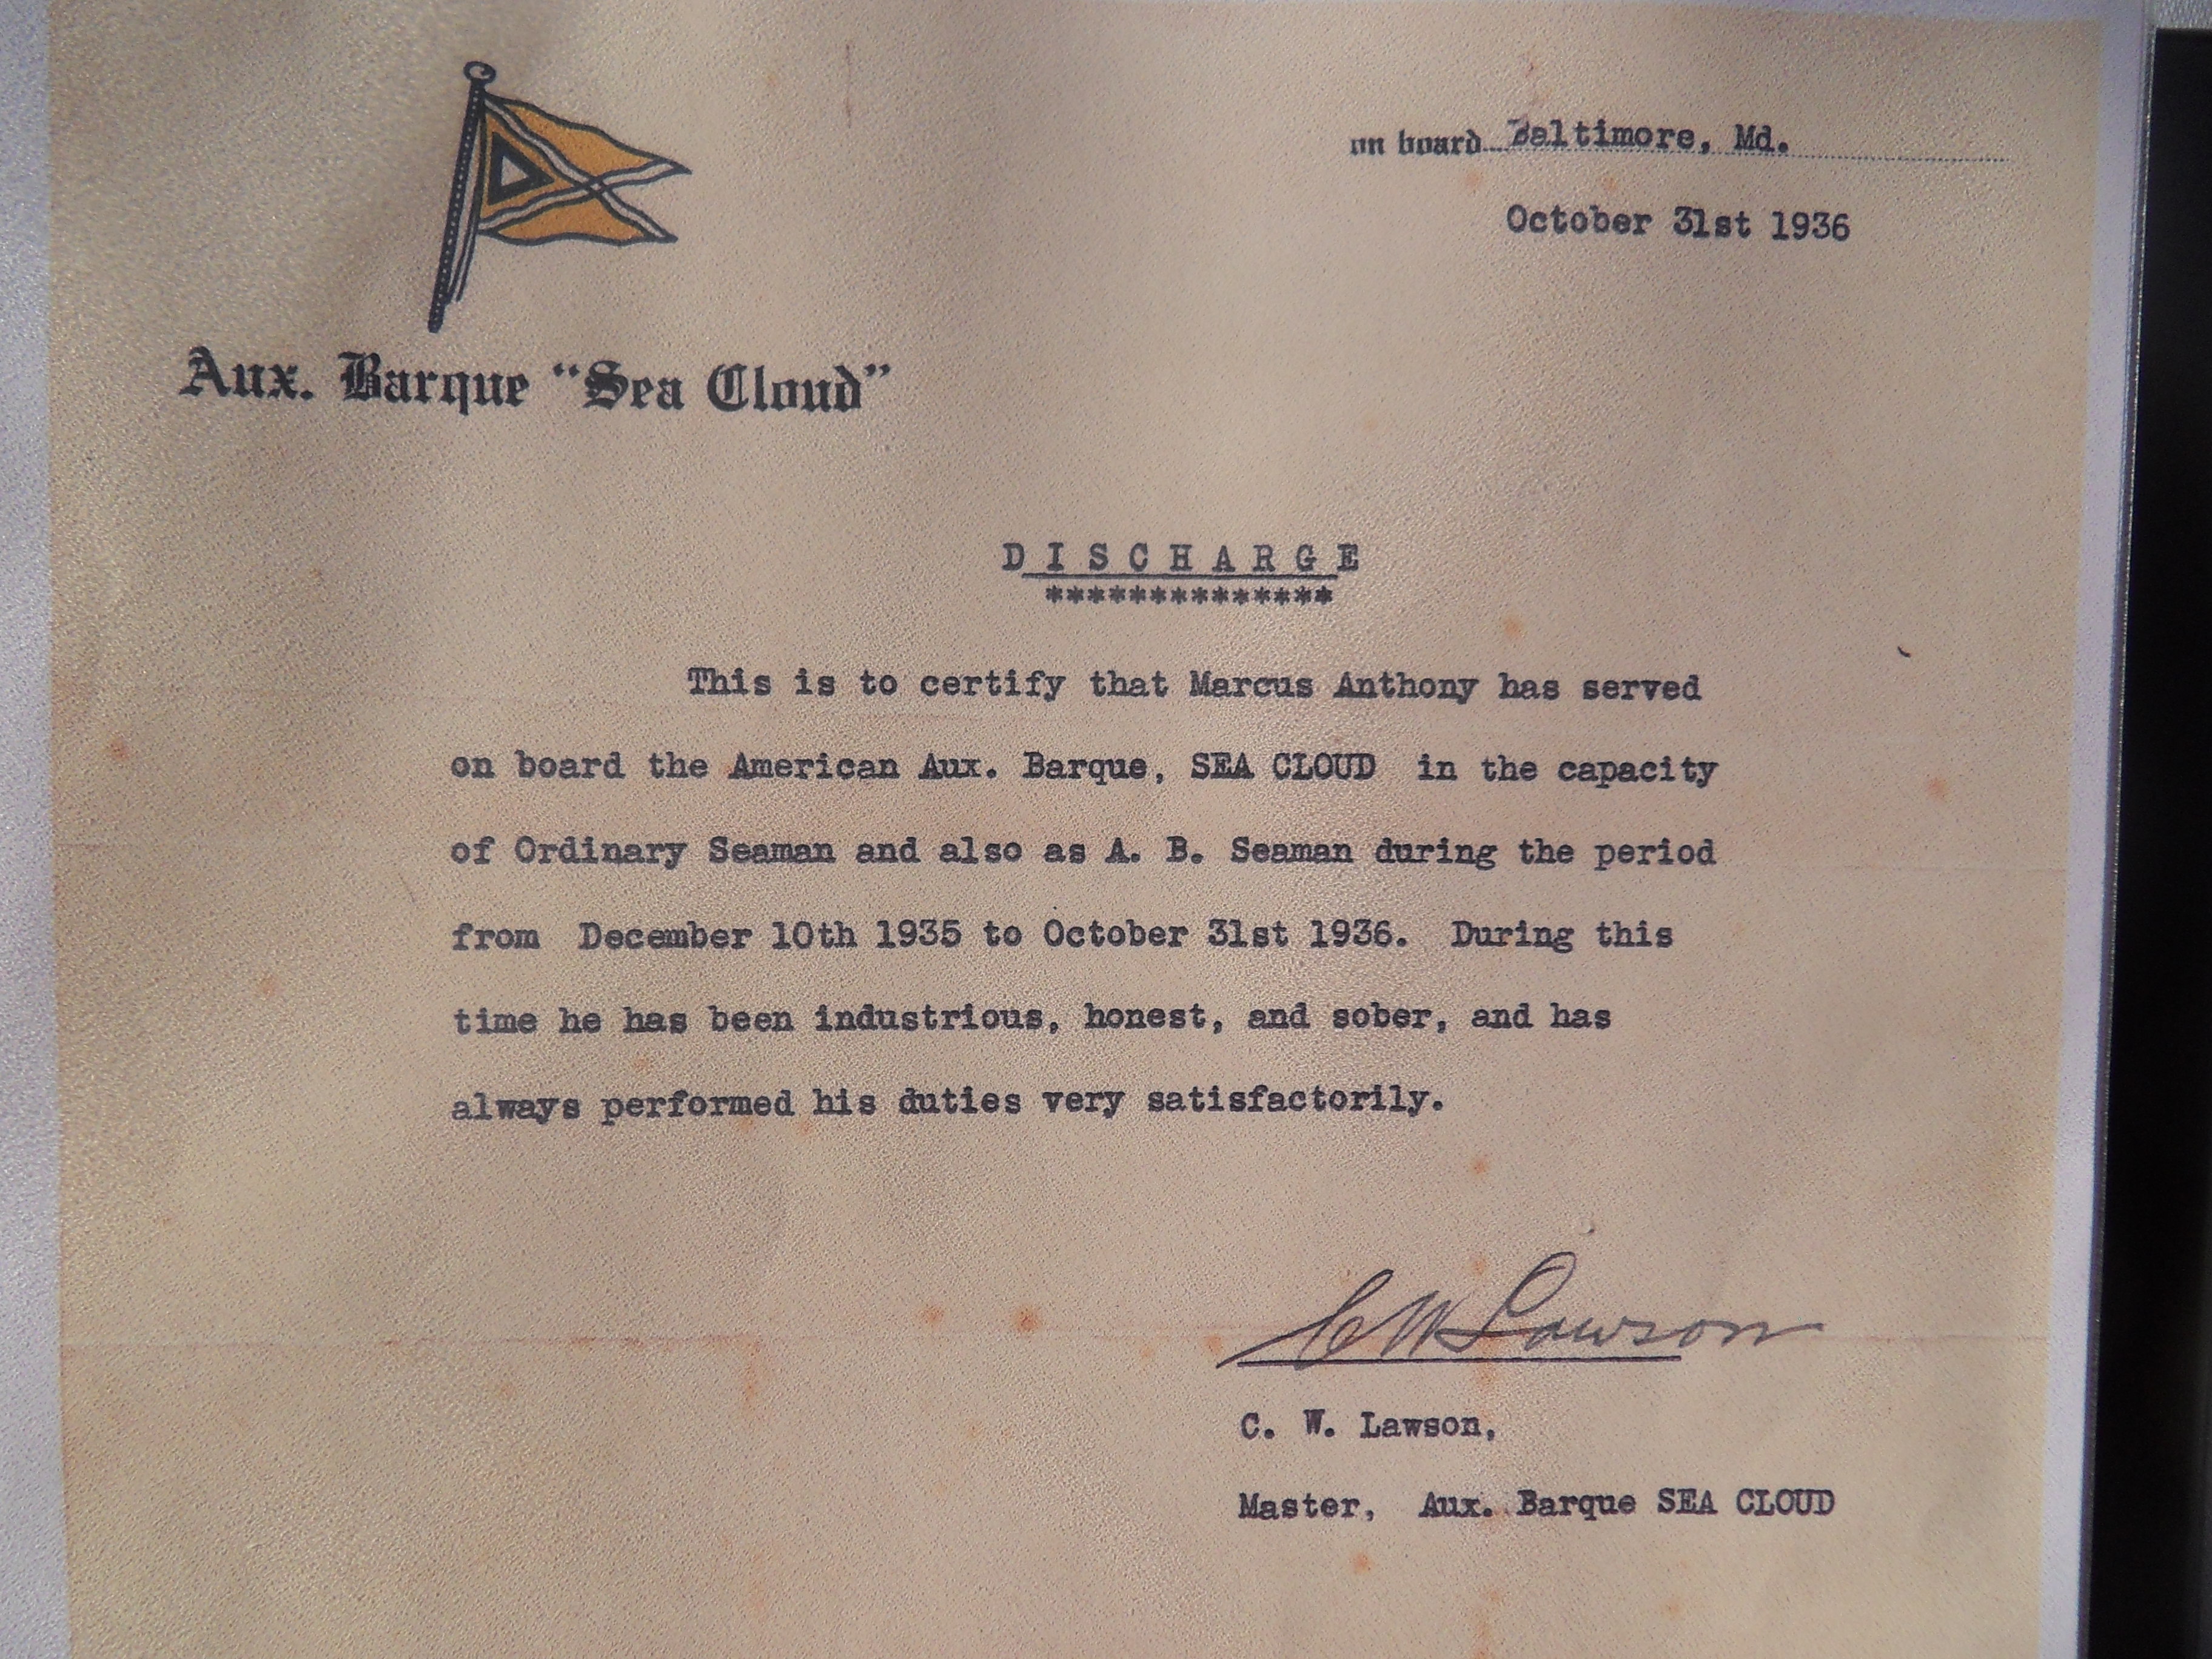 on board Baltimore, Md.
October 31st 1936
Aux. Barque "Sea Cloud"
D I S C H A R G E
**************
This is to certify that Marcus Anthony has served
on board the American Aux. Barque, SEA CLOUD in the capacity
of Ordinary Seaman and also as A. B. Seaman during the period
from December 10th 1935 to October 31st 1936. During this
time he has been industrious, honest, and sober, and has
always performed his duties very satisfactorily.
C W Lawson
C. W. Lawson,
Master, Aux. Barque SEA CLOUD